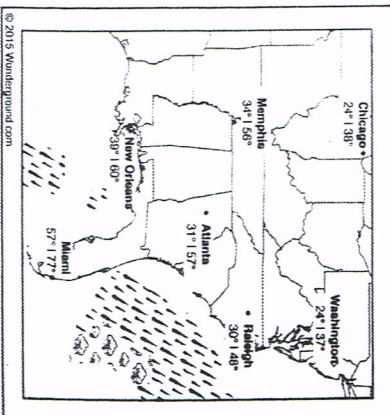 Chicago
24° | 38°
Washington
24° | 37°
Memphis
34° | 56°
Raleigh
30° | 48°
Atlanta
31° | 57°
New Orleans
39° | 60°
Miami
57° | 77°
© 2015 Wunderground.com